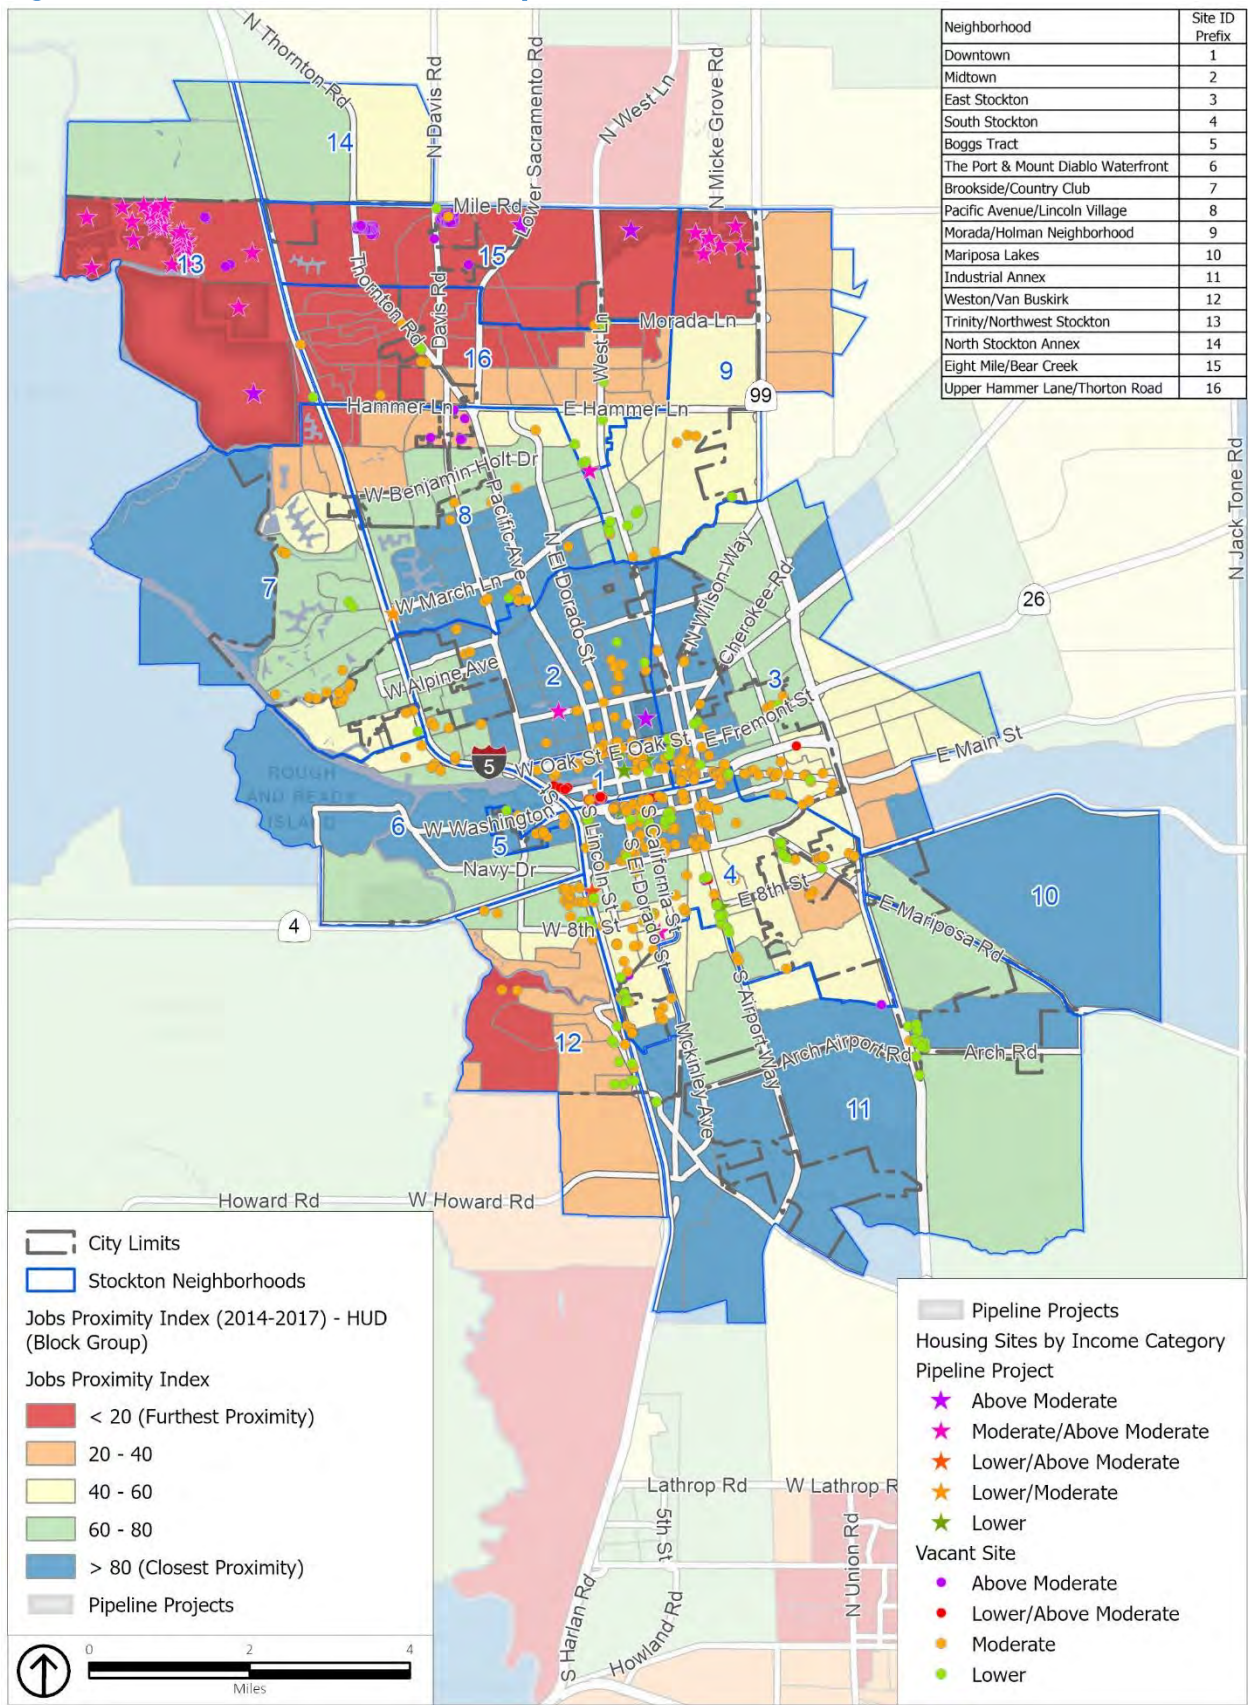 N Thornton Rd
N Davis Rd
Lower Sacramento Rd
N West Ln
N Micke Grove Rd
Neighborhood Site ID Prefix
Downtown 1
Midtown 2
East Stockton 3
South Stockton 4
Boggs Tract 5
The Port & Mount Diablo Waterfront 6
Brookside/Country Club 7
Pacific Avenue/Lincoln Village 8
Morada/Holman Neighborhood 9
Mariposa Lakes 10
Industrial Annex 11
Weston/Van Buskirk 12
Trinity/Northwest Stockton 13
North Stockton Annex 14
Eight Mile/Bear Creek 15
Upper Hammer Lane/Thorton Road 16
14
Mile Rd
13
15
Thornton Rd
Davis Rd
West Ln
Morada Ln
16
9
99
Hammer Ln
E Hammer Ln
W Benjamin Holt Dr
8
Pacific Ave
N El Dorado St
N Wilson Way
Cherokee Rd
N Jack Tone Rd
7
W March Ln
26
W Alpine Ave
2
3
E Fremont St
W Oak St
E Oak St
E Main St
5
ROUGH
AND READY
ISLAND
1
6
W Washington St
5
S Lincoln St
S El Dorado St
S California St
Navy Dr
4
E 8th St
10
4
W 8th St
E Mariposa Rd
S Airport Way
12
Mckinley Ave
Arch Airport Rd
Arch Rd
11
Howard Rd
W Howard Rd
City Limits
Stockton Neighborhoods
Jobs Proximity Index (2014-2017) - HUD
(Block Group)
Jobs Proximity Index
< 20 (Furthest Proximity)
20 - 40
40 - 60
60 - 80
> 80 (Closest Proximity)
Pipeline Projects
0 2 4
Miles
Lathrop Rd
W Lathrop R
5th St
N Union Rd
S Harlan Rd
Howland Rd
Pipeline Projects
Housing Sites by Income Category
Pipeline Project
Above Moderate
Moderate/Above Moderate
Lower/Above Moderate
Lower/Moderate
Lower
Vacant Site
Above Moderate
Lower/Above Moderate
Moderate
Lower